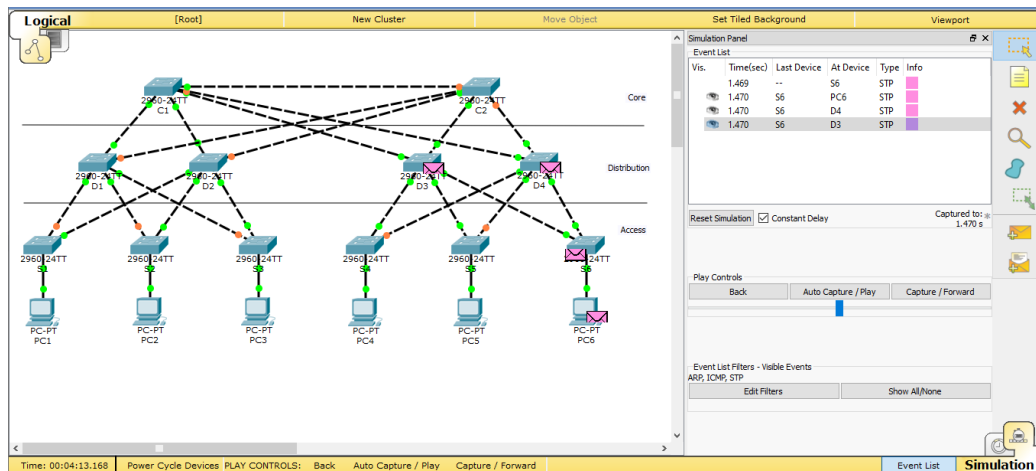 Logical
[Root]
New Cluster
Move Object
Set Tiled Background
Viewport
2960-24TT
C1
2960-24TT
C2
Core
2960-24TT
D1
2960-24TT
D2
2960-24TT
D3
2960-24TT
D4
Distribution
Access
2960-24TT
S1
2960-24TT
S2
2960-24TT
S3
2960-24TT
S4
2960-24TT
S5
2960-24TT
S6
PC-PT
PC1
PC-PT
PC2
PC-PT
PC3
PC-PT
PC4
PC-PT
PC5
PC-PT
PC6
Simulation Panel
Event List
Vis. Time(sec) Last Device At Device Type Info
1.469 -- S6 STP
1.470 S6 PC6 STP
1.470 S6 D4 STP
1.470 S6 D3 STP
Reset Simulation
Constant Delay
Captured to:
1.470 s
Play Controls
Back
Auto Capture / Play
Capture / Forward
Event List Filters - Visible Events
ARP, ICMP, STP
Edit Filters
Show All/None
Time: 00:04:13.168
Power Cycle Devices PLAY CONTROLS: Back Auto Capture / Play Capture / Forward
Event List
Simulation